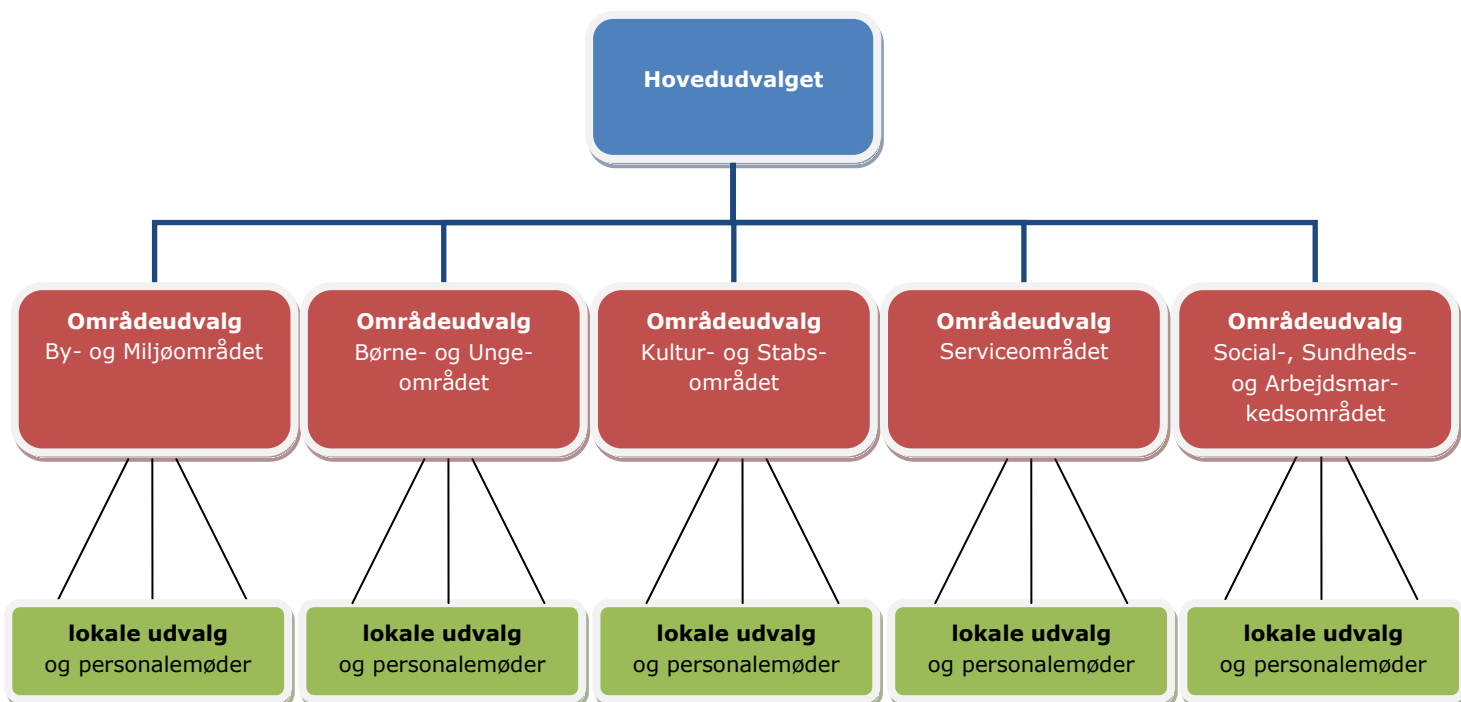 Hovedudvalget
Områdeudvalg
By- og Miljøområdet
Områdeudvalg
Børne- og Unge-
området
Områdeudvalg
Kultur- og Stabs-
området
Områdeudvalg
Serviceområdet
Områdeudvalg
Social-, Sundheds-
og Arbejdsmar-
kedsområdet
lokale udvalg
og personalemøder
lokale udvalg
og personalemøder
lokale udvalg
og personalemøder
lokale udvalg
og personalemøder
lokale udvalg
og personalemøder